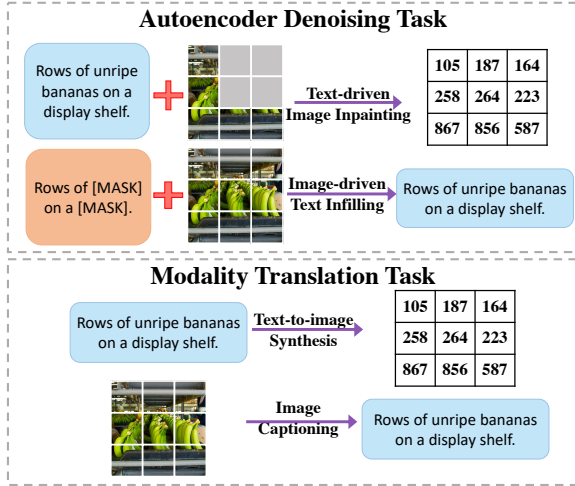 Autoencoder Denoising Task
Rows of unripe
bananas on a
display shelf.
Text-driven
Image Inpainting
105 187 164
258 264 223
867 856 587
Rows of [MASK]
on a [MASK].
Image-driven
Text Infilling
Rows of unripe bananas
on a display shelf.
Modality Translation Task
Rows of unripe bananas
on a display shelf.
Text-to-image
Synthesis
105 187 164
258 264 223
867 856 587
Image
Captioning
Rows of unripe bananas
on a display shelf.